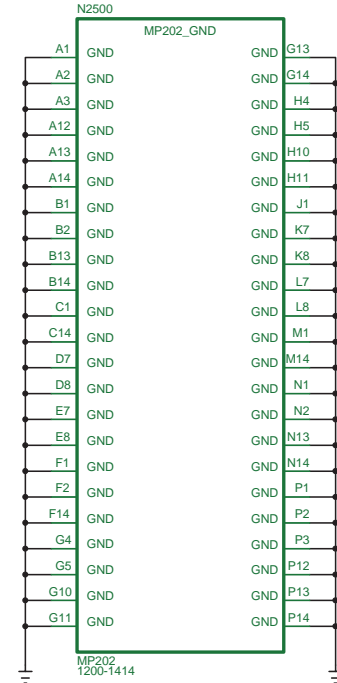 N2500
MP202_GND
A1 GND GND G13
A2 GND GND G14
A3 GND GND H4
A12 GND GND H5
A13 GND GND H10
A14 GND GND H11
B1 GND GND J1
B2 GND GND K7
B13 GND GND K8
B14 GND GND L7
C1 GND GND L8
C14 GND GND M1
D7 GND GND M14
D8 GND GND N1
E7 GND GND N2
E8 GND GND N13
F1 GND GND N14
F2 GND GND P1
F14 GND GND P2
G4 GND GND P3
G5 GND GND P12
G10 GND GND P13
G11 GND GND P14
MP202
1200-1414